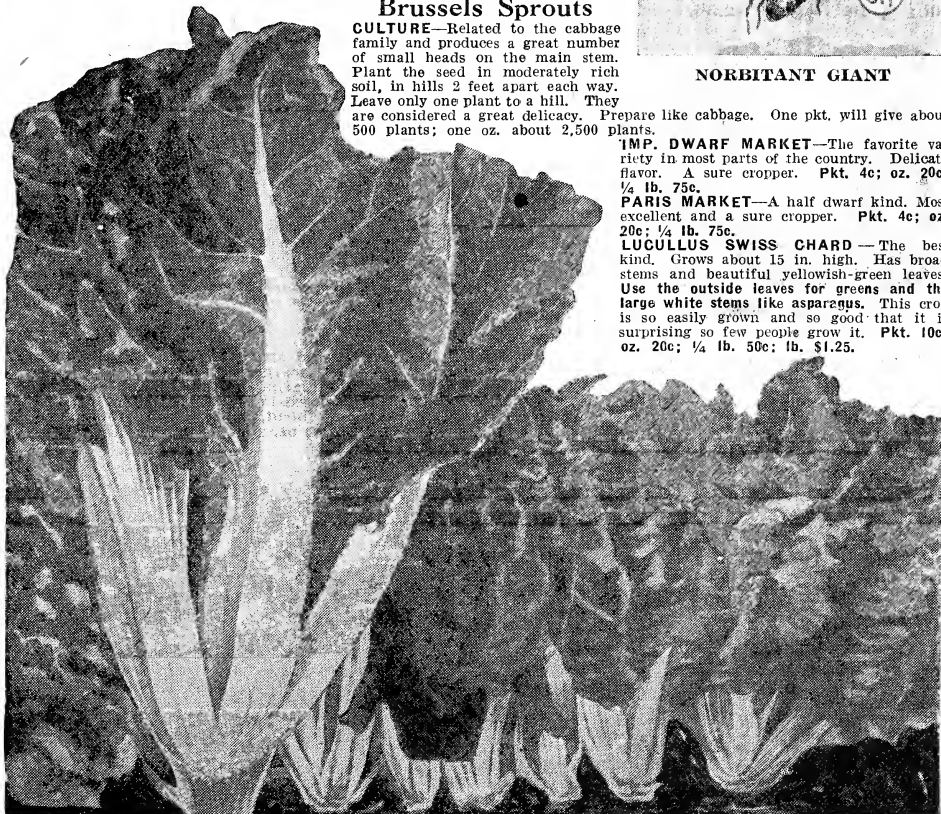 Brussels Sprouts
CULTURE—Related to the cabbage
family and produces a great number
of small heads on the main stem.
Plant the seed in moderately rich
soil, in hills 2 feet apart each way.
Leave only one plant to a hill. They
are considered a great delicacy. Prepare like cabbage. One pkt. will give abou
500 plants; one oz. about 2,500 plants.
NORBITANT GIANT
IMP. DWARF MARKET—The favorite va
riety in most parts of the country. Delicat
flavor. A sure cropper. Pkt. 4c; oz. 20c
¼ lb. 75c.
PARIS MARKET—A half dwarf kind. Mos
excellent and a sure cropper. Pkt. 4c; oz
20c; ¼ lb. 75c.
LUCULLUS SWISS CHARD — The bes
kind. Grows about 15 in. high. Has broa
stems and beautiful yellowish-green leaves
Use the outside leaves for greens and th
large white stems like asparagus. This cro
is so easily grown and so good that it i
surprising so few people grow it. Pkt. 10c
oz. 20c; ¼ lb. 50c; lb. $1.25.